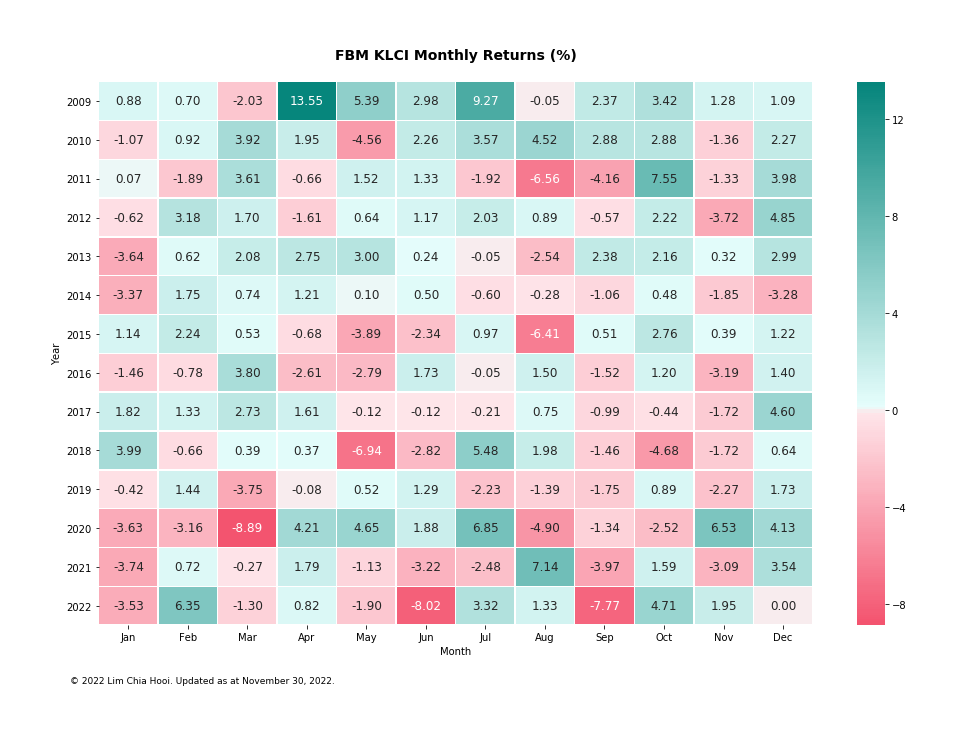 FBM KLCI Monthly Returns (%)
2009 0.88 0.70 -2.03 13.55 5.39 2.98 9.27 -0.05 2.37 3.42 1.28 1.09
2010 -1.07 0.92 3.92 1.95 -4.56 2.26 3.57 4.52 2.88 2.88 -1.36 2.27
2011 0.07 -1.89 3.61 -0.66 1.52 1.33 -1.92 -6.56 -4.16 7.55 -1.33 3.98
2012 -0.62 3.18 1.70 -1.61 0.64 1.17 2.03 0.89 -0.57 2.22 -3.72 4.85
2013 -3.64 0.62 2.08 2.75 3.00 0.24 -0.05 -2.54 2.38 2.16 0.32 2.99
2014 -3.37 1.75 0.74 1.21 0.10 0.50 -0.60 -0.28 -1.06 0.48 -1.85 -3.28
2015 1.14 2.24 0.53 -0.68 -3.89 -2.34 0.97 -6.41 0.51 2.76 0.39 1.22
2016 -1.46 -0.78 3.80 -2.61 -2.79 1.73 -0.05 1.50 -1.52 1.20 -3.19 1.40
2017 1.82 1.33 2.73 1.61 -0.12 -0.12 -0.21 0.75 -0.99 -0.44 -1.72 4.60
2018 3.99 -0.66 0.39 0.37 -6.94 -2.82 5.48 1.98 -1.46 -4.68 -1.72 0.64
2019 -0.42 1.44 -3.75 -0.08 0.52 1.29 -2.23 -1.39 -1.75 0.89 -2.27 1.73
2020 -3.63 -3.16 -8.89 4.21 4.65 1.88 6.85 -4.90 -1.34 -2.52 6.53 4.13
2021 -3.74 0.72 -0.27 1.79 -1.13 -3.22 -2.48 7.14 -3.97 1.59 -3.09 3.54
2022 -3.53 6.35 -1.30 0.82 -1.90 -8.02 3.32 1.33 -7.77 4.71 1.95 0.00
Jan Feb Mar Apr May Jun Jul Aug Sep Oct Nov Dec
Month
Year
12
8
4
0
−4
−8
© 2022 Lim Chia Hooi. Updated as at November 30, 2022.